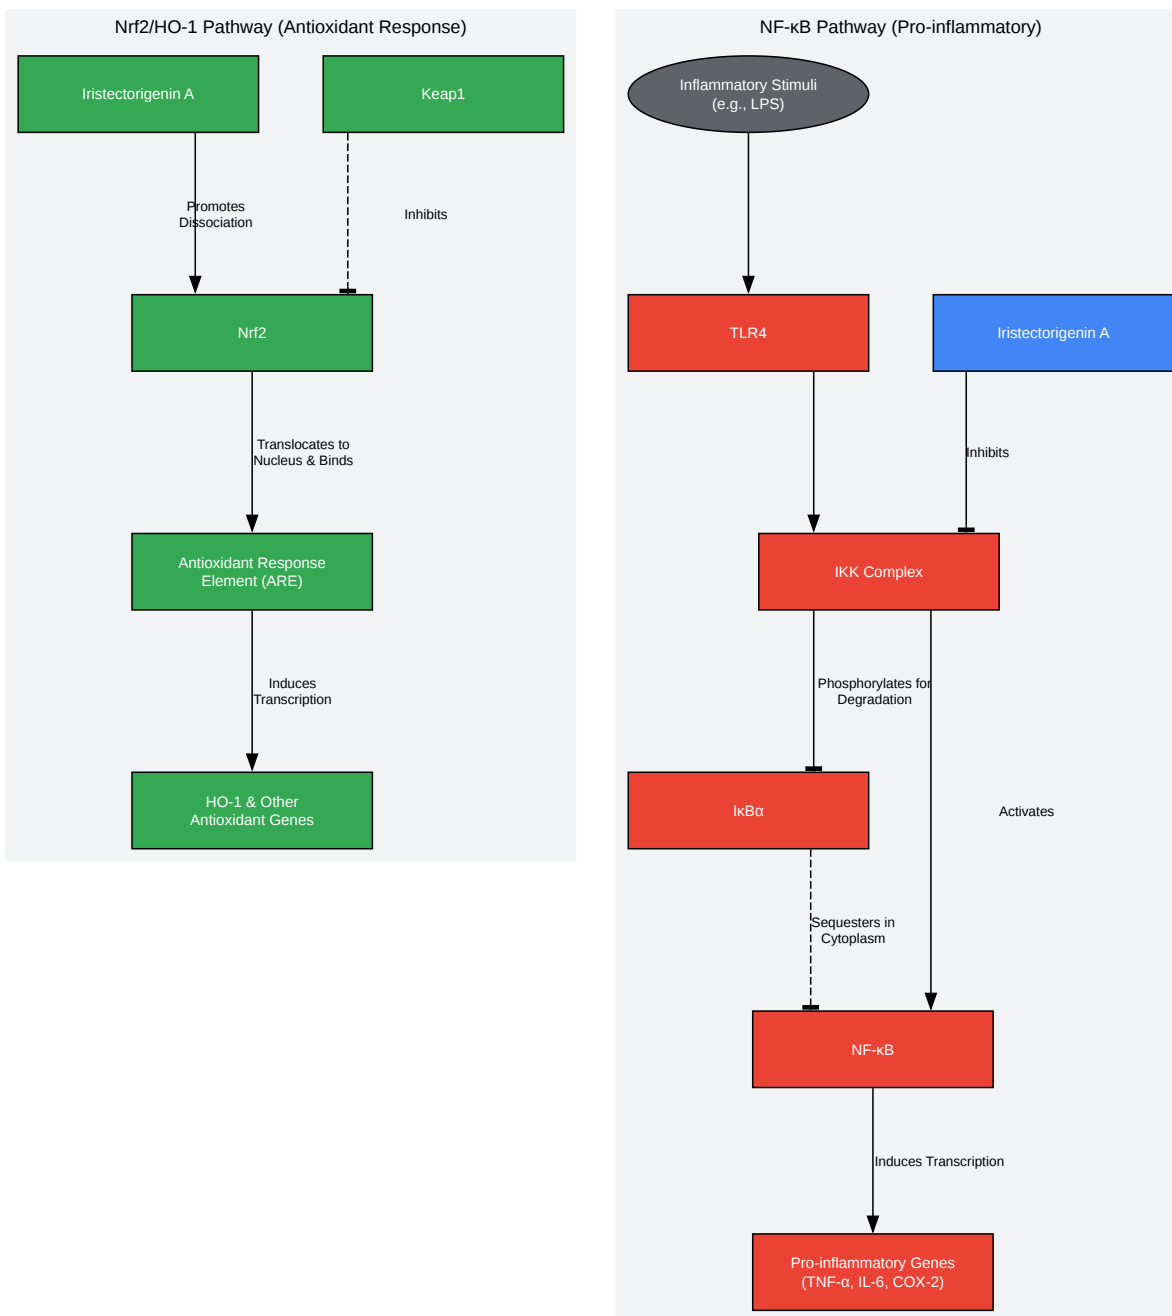 Nrf2/HO-1 Pathway (Antioxidant Response)
Iristectorigenin A
Keap1
Promotes
Dissociation
Inhibits
Nrf2
Translocates to
Nucleus & Binds
Antioxidant Response
Element (ARE)
Induces
Transcription
HO-1 & Other
Antioxidant Genes
NF-κB Pathway (Pro-inflammatory)
Inflammatory Stimuli
(e.g., LPS)
TLR4
Iristectorigenin A
Inhibits
IKK Complex
Phosphorylates for
Degradation
IκBα
Activates
Sequesters in
Cytoplasm
NF-κB
Induces Transcription
Pro-inflammatory Genes
(TNF-α, IL-6, COX-2)